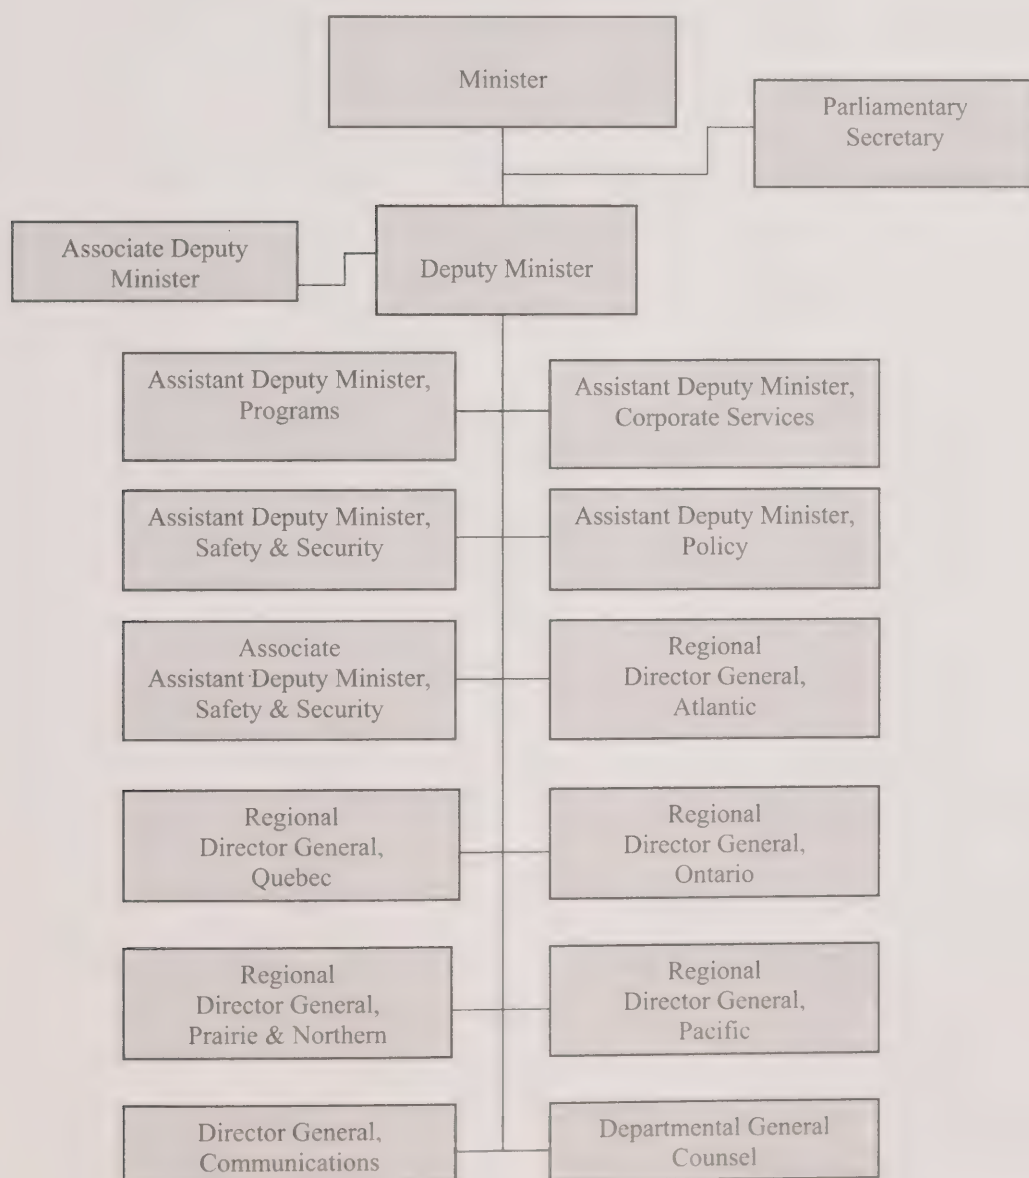 Minister
Parliamentary
Secretary
Associate Deputy
Minister
Deputy Minister
Assistant Deputy Minister,
Programs
Assistant Deputy Minister,
Corporate Services
Assistant Deputy Minister,
Safety & Security
Assistant Deputy Minister,
Policy
Associate
Assistant Deputy Minister,
Safety & Security
Regional
Director General,
Atlantic
Regional
Director General,
Quebec
Regional
Director General,
Ontario
Regional
Director General,
Prairie & Northern
Regional
Director General,
Pacific
Director General,
Communications
Departmental General
Counsel